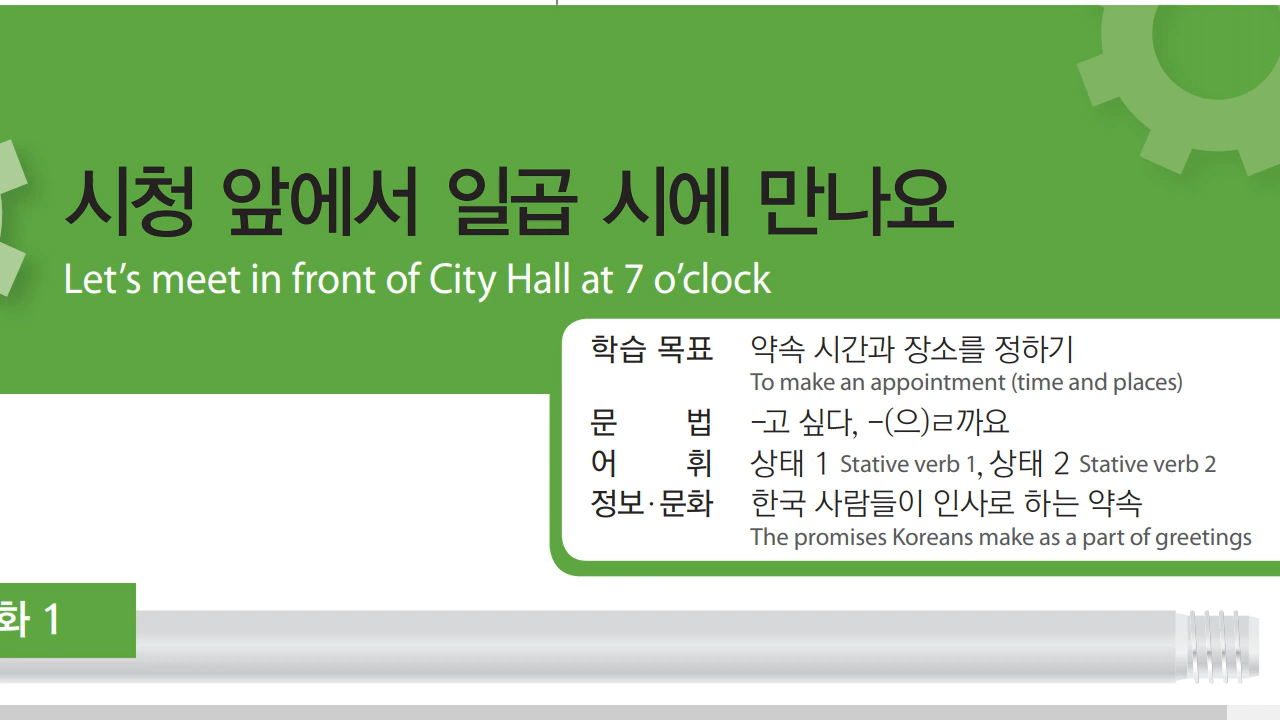 시청 앞에서 일곱 시에 만나요
Let's meet in front of City Hall at 7 o'clock
학습 목표 약속 시간과 장소를 정하기
To make an appointment (time and places)
문 법 -고 싶다, -(으)ㄹ까요
어 휘 상태 1 Stative verb 1, 상태 2 Stative verb 2
정보·문화 한국 사람들이 인사로 하는 약속
The promises Koreans make as a part of greetings
화 1